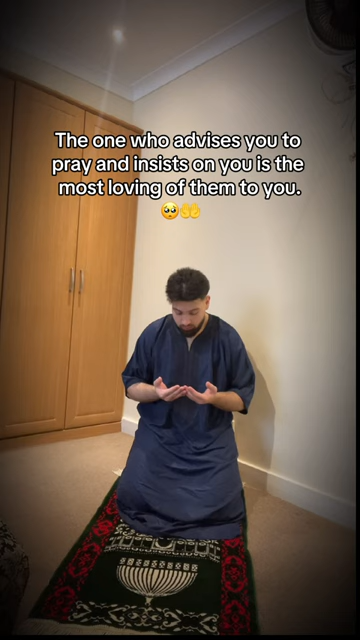 The one who advises you to
pray and insists on you is the
most loving of them to you.
🥺🤲